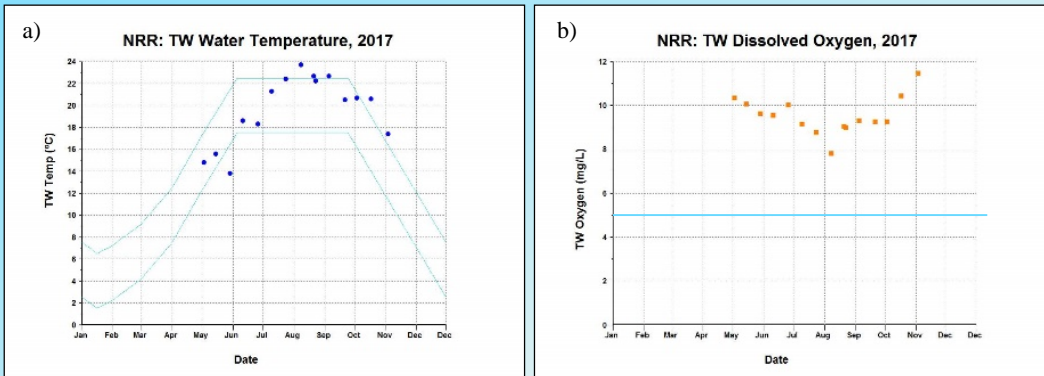 a)
NRR: TW Water Temperature, 2017
TW Temp (°C)
24
22
20
18
16
14
12
10
8
6
4
2
0
Jan Feb Mar Apr May Jun Jul Aug Sep Oct Nov Dec Dec
Date
b)
NRR: TW Dissolved Oxygen, 2017
TW Oxygen (mg/L)
12
10
8
6
4
2
0
Jan Feb Mar Apr May Jun Jul Aug Sep Oct Nov Dec Dec
Date